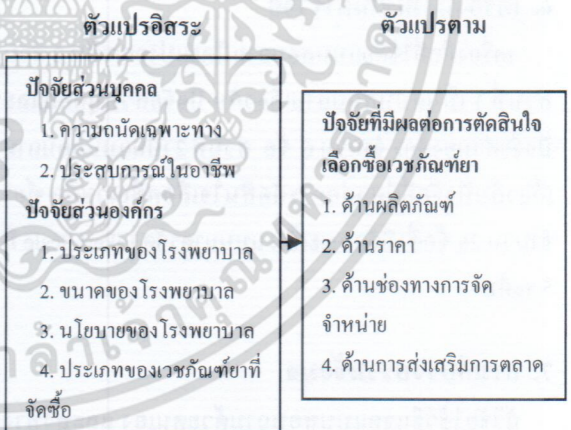 ตัวแปรอิสระ
ปัจจัยส่วนบุคคล
1. ความถนัดเฉพาะทาง
2. ประสบการณ์ในอาชีพ
ปัจจัยส่วนองค์กร
1. ประเภทของโรงพยาบาล
2. ขนาดของโรงพยาบาล
3. นโยบายของโรงพยาบาล
4. ประเภทของเวชภัณฑ์ยาที่
จัดซื้อ
ตัวแปรตาม
ปัจจัยที่มีผลต่อการตัดสินใจ
เลือกซื้อเวชภัณฑ์ยา
1. ด้านผลิตภัณฑ์
2. ด้านราคา
3. ด้านช่องทางการจัด
จำหน่าย
4. ด้านการส่งเสริมการตลาด